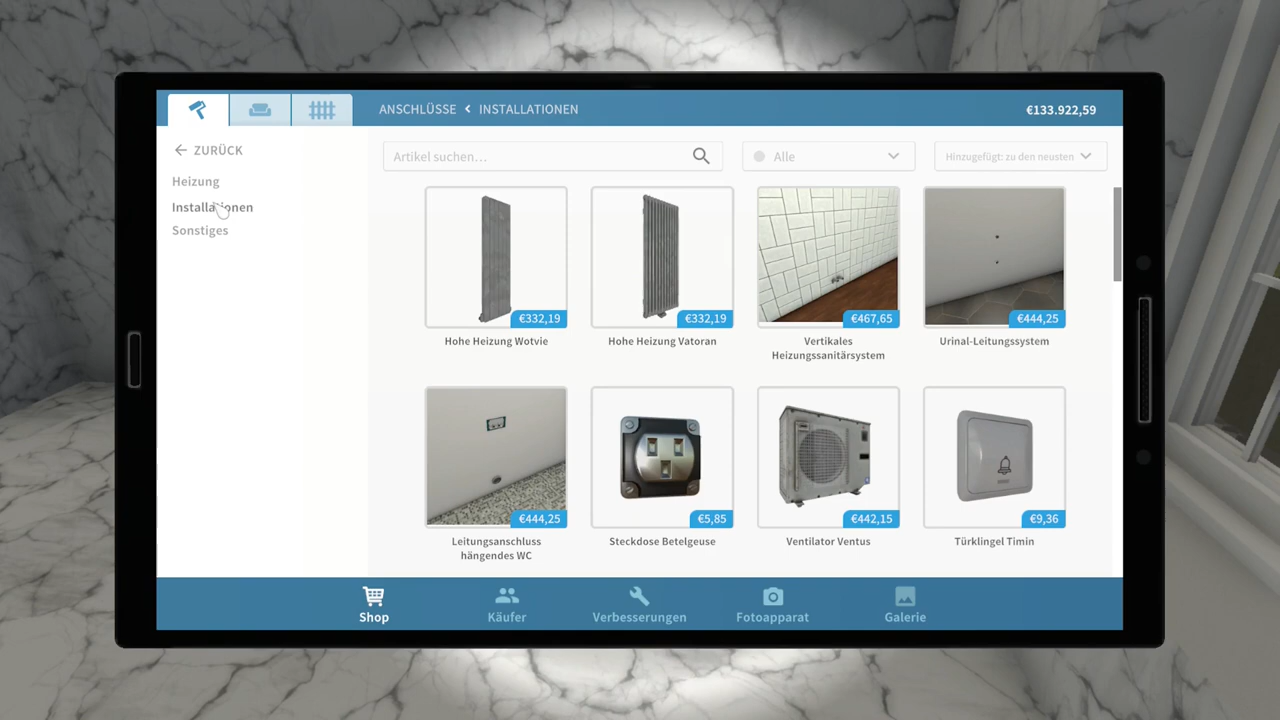 ANSCHLÜSSE < INSTALLATIONEN
€133.922,59
← ZURÜCK
Heizung
Installationen
Sonstiges
Artikel suchen...
Alle
Hinzugefügt: zu den neusten
€332,19
€332,19
€467,65
€444,25
Hohe Heizung Wotvie
Hohe Heizung Vatoran
Vertikales
Heizungssanitärsystem
Urinal-Leitungssystem
€444,25
€5,85
€442,15
€9,36
Leitungsanschluss
hängendes WC
Steckdose Betelgeuse
Ventilator Ventus
Türklingel Timin
Shop
Käufer
Verbesserungen
Fotoapparat
Galerie